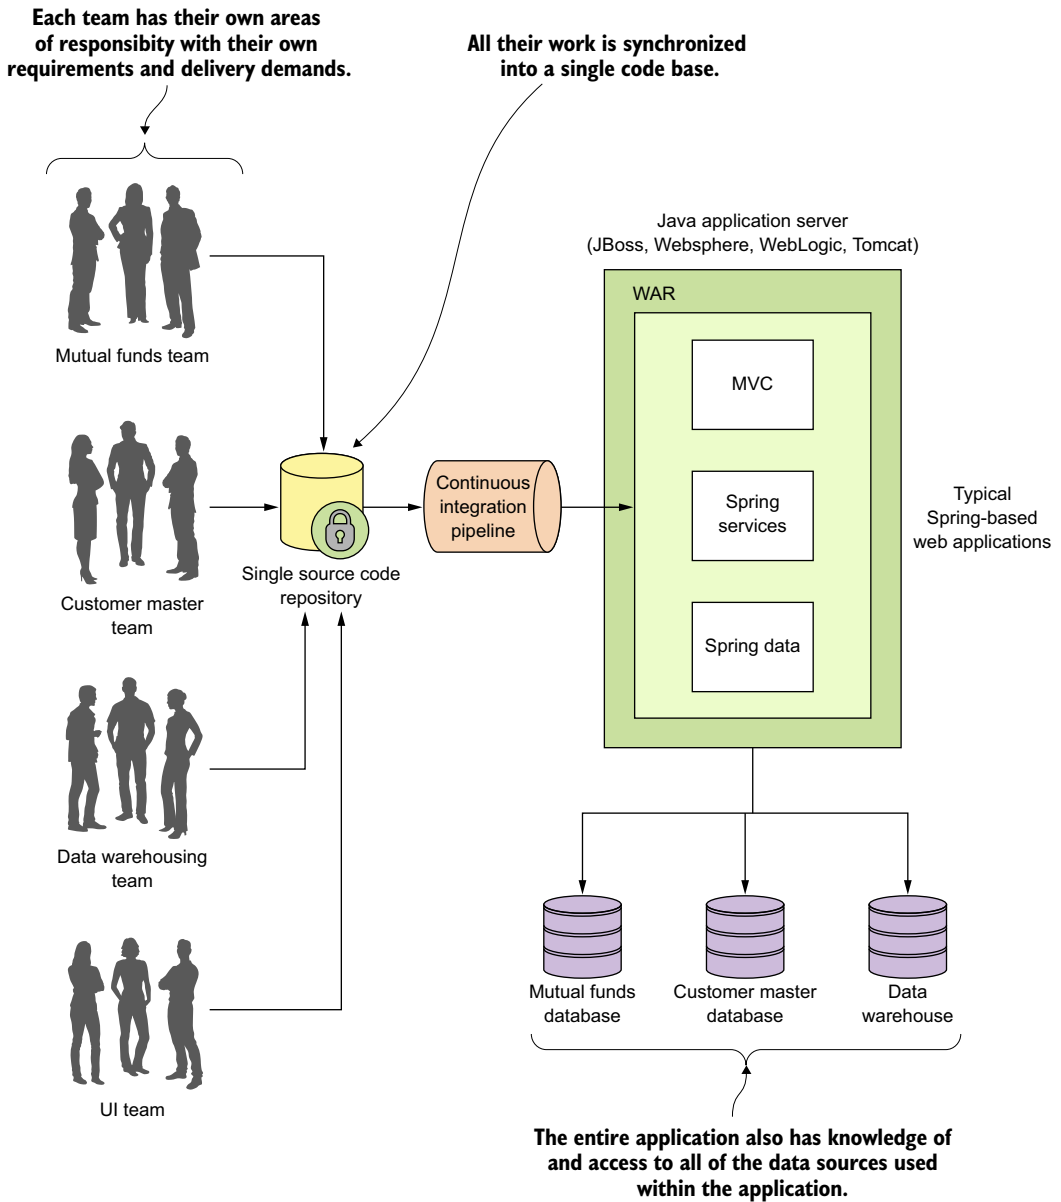 Each team has their own areas
of responsibity with their own
requirements and delivery demands.
All their work is synchronized
into a single code base.
Mutual funds team
Customer master
team
Data warehousing
team
UI team
Single source code
repository
Continuous
integration
pipeline
Java application server
(JBoss, Websphere, WebLogic, Tomcat)
WAR
MVC
Spring
services
Spring data
Typical
Spring-based
web applications
Mutual funds
database
Customer master
database
Data
warehouse
The entire application also has knowledge of
and access to all of the data sources used
within the application.